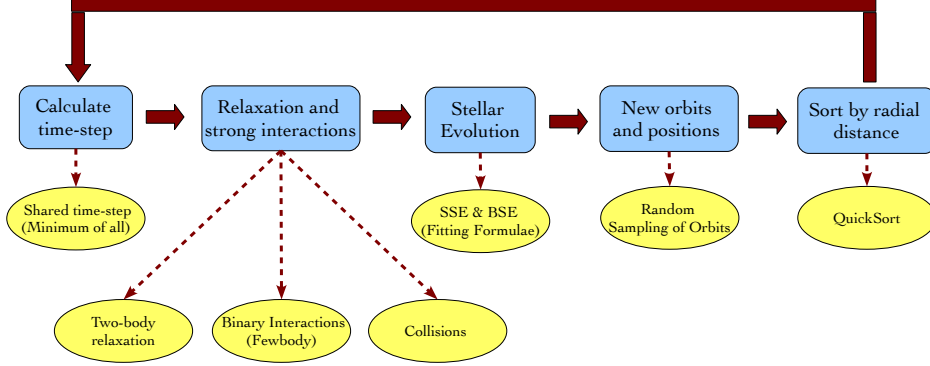 Calculate
time-step
Relaxation and
strong interactions
Stellar
Evolution
New orbits
and positions
Sort by radial
distance
Shared time-step
(Minimum of all)
SSE & BSE
(Fitting Formulae)
Random
Sampling of Orbits
QuickSort
Two-body
relaxation
Binary Interactions
(Fewbody)
Collisions